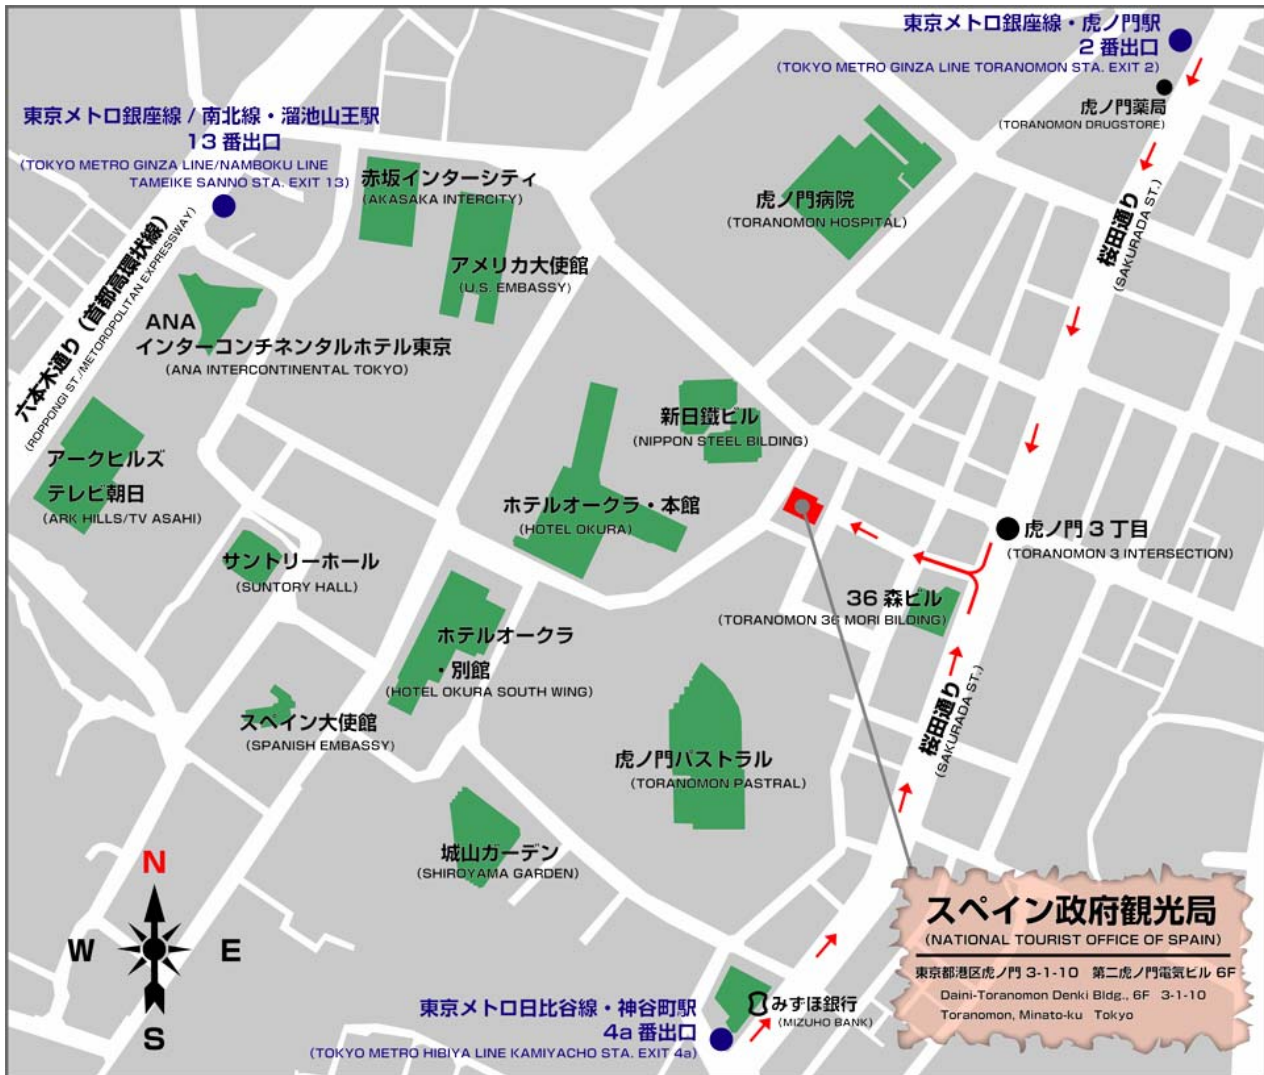 東京メトロ銀座線・虎ノ門駅
2番出口
(TOKYO METRO GINZA LINE TORANOMON STA. EXIT 2)
虎ノ門薬局
(TORANOMON DRUGSTORE)
東京メトロ銀座線 / 南北線・溜池山王駅
13番出口
(TOKYO METRO GINZA LINE/NAMBOKU LINE
TAMEIKE SANNO STA. EXIT 13)
赤坂インターシティ
(AKASAKA INTERCITY)
虎ノ門病院
(TORANOMON HOSPITAL)
桜田通り
(SAKURADA ST.)
アメリカ大使館
(U.S. EMBASSY)
六本木通り (首都高環状線)
(ROPPONGI ST./METOROPOLITAN EXPRESSWAY)
ANA
インターコンチネンタルホテル東京
(ANA INTERCONTINENTAL TOKYO)
新日鐵ビル
(NIPPON STEEL BILDING)
アークヒルズ
テレビ朝日
(ARK HILLS/TV ASAHI)
ホテルオークラ・本館
(HOTEL OKURA)
虎ノ門3丁目
(TORANOMON 3 INTERSECTION)
サントリーホール
(SUNTORY HALL)
36森ビル
(TORANOMON 36 MORI BILDING)
ホテルオークラ
・別館
(HOTEL OKURA SOUTH WING)
桜田通り
(SAKURADA ST.)
スペイン大使館
(SPANISH EMBASSY)
虎ノ門パストラル
(TORANOMON PASTRAL)
城山ガーデン
(SHIROYAMA GARDEN)
N
W
E
S
スペイン政府観光局
(NATIONAL TOURIST OFFICE OF SPAIN)
東京都港区虎ノ門 3-1-10 第二虎ノ門電気ビル 6F
Daini-Toranomon Denki Bldg., 6F 3-1-10
Toranomon, Minato-ku Tokyo
みずほ銀行
(MIZUHO BANK)
東京メトロ日比谷線・神谷町駅
4a番出口
(TOKYO METRO HIBIYA LINE KAMIYACHO STA. EXIT 4a)